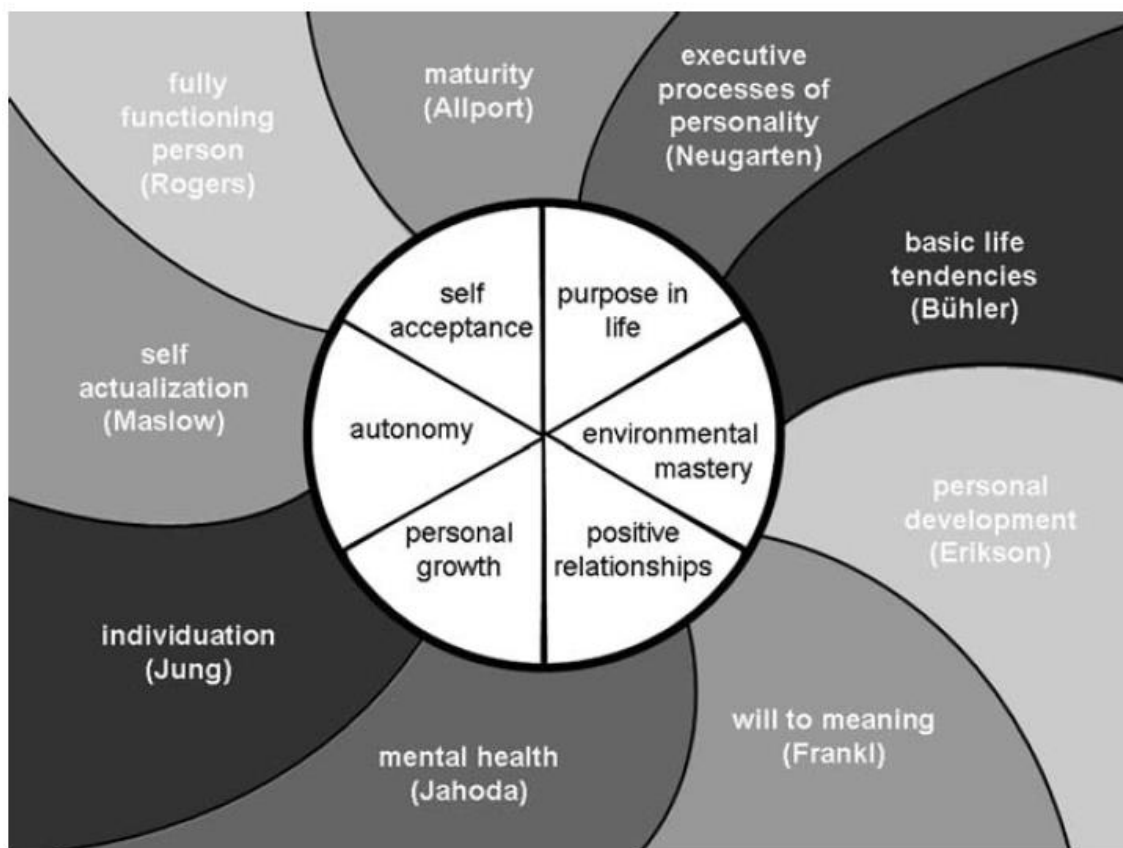 fully
functioning
person
(Rogers)
maturity
(Allport)
executive
processes of
personality
(Neugarten)
basic life
tendencies
(Bühler)
personal
development
(Erikson)
will to meaning
(Frankl)
mental health
(Jahoda)
individuation
(Jung)
self
actualization
(Maslow)
self
acceptance
purpose in
life
autonomy
environmental
mastery
personal
growth
positive
relationships